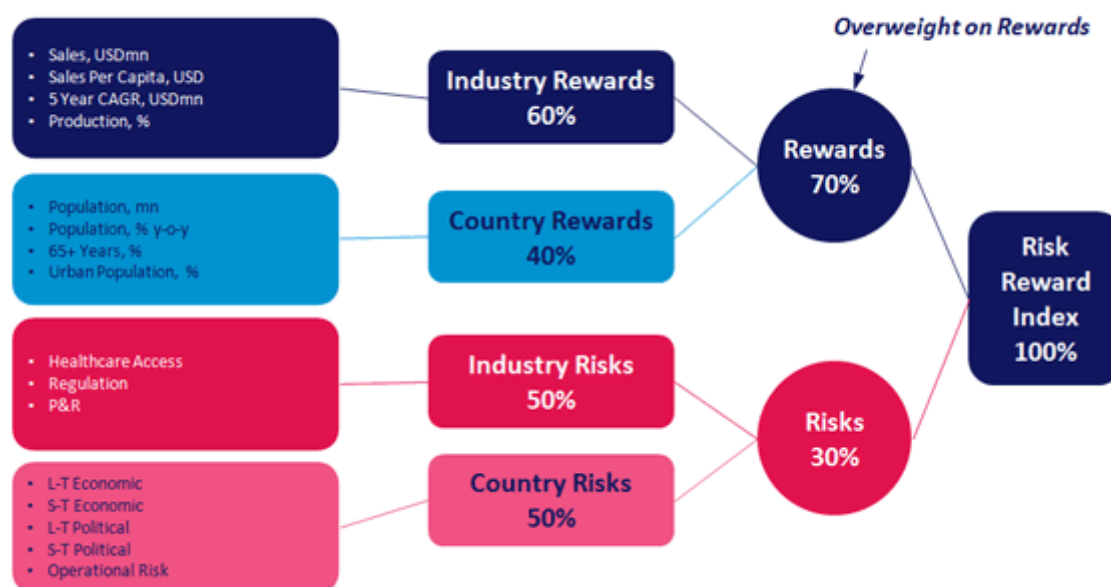 Overweight on Rewards
• Sales, USDmn
• Sales Per Capita, USD
• 5 Year CAGR, USDmn
• Production, %
Industry Rewards
60%
Rewards
70%
• Population, mn
• Population, % y-o-y
• 65+ Years, %
• Urban Population, %
Country Rewards
40%
Risk
Reward
Index
100%
• Healthcare Access
• Regulation
• P&R
Industry Risks
50%
Risks
30%
• L-T Economic
• S-T Economic
• L-T Political
• S-T Political
• Operational Risk
Country Risks
50%